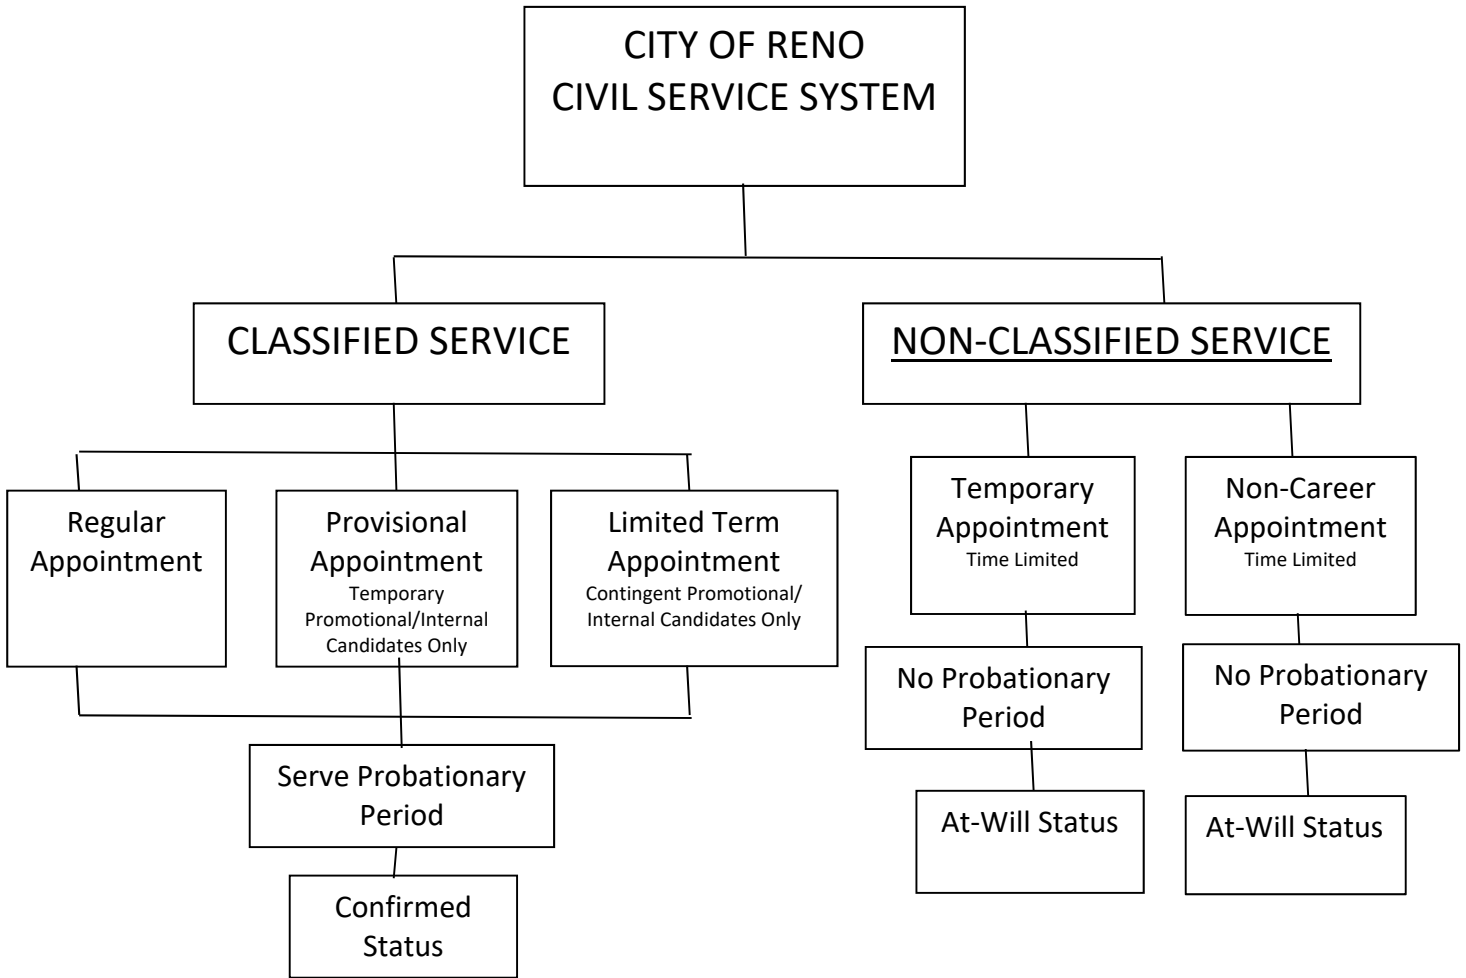 CITY OF RENO
CIVIL SERVICE SYSTEM
CLASSIFIED SERVICE
NON-CLASSIFIED SERVICE
Regular
Appointment
Provisional
Appointment
Temporary
Promotional/Internal
Candidates Only
Limited Term
Appointment
Contingent Promotional/
Internal Candidates Only
Temporary
Appointment
Time Limited
Non-Career
Appointment
Time Limited
No Probationary
Period
No Probationary
Period
Serve Probationary
Period
At-Will Status
At-Will Status
Confirmed
Status